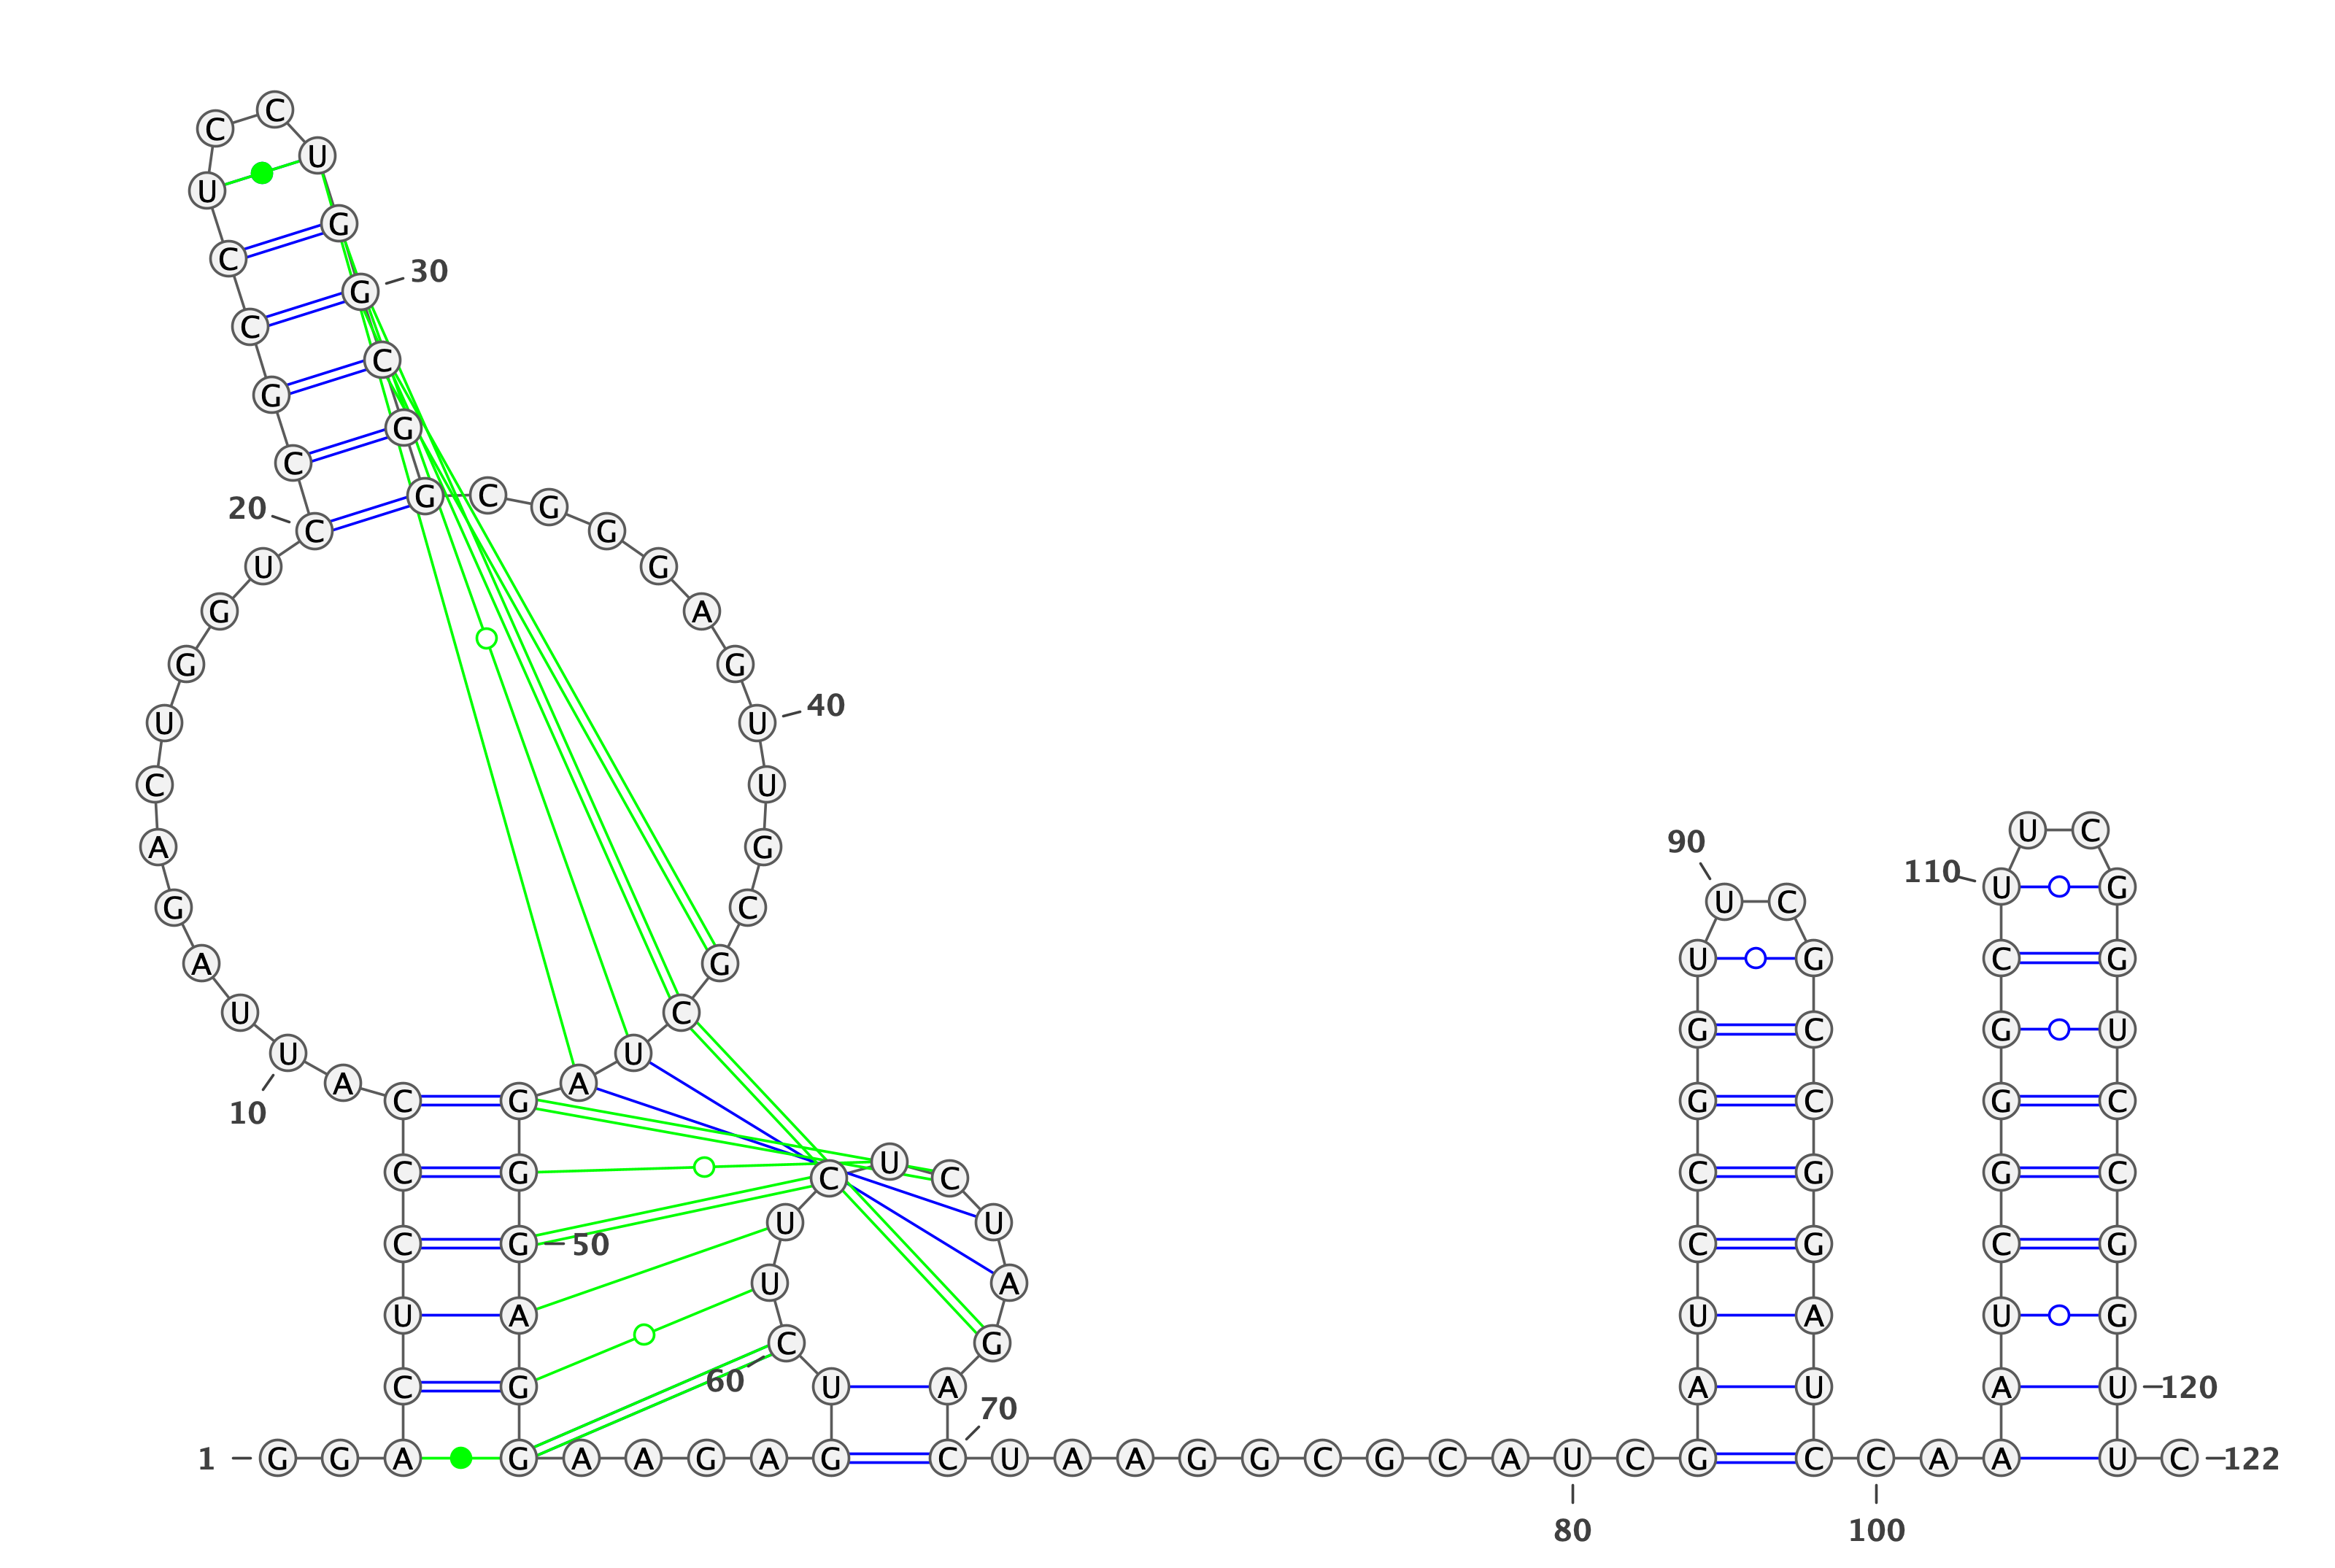 C
C U
U
G
C G 30
C C
G G
C G C
20 C G G
U G
G A
G U
U 40
C U
U C
A G 90 110 U G
G C U C
A G U G C G
U C
U U G C G U
A A
10 C G G C G C
C G C U C C G G C
C G 50 U U C G C G
U A U A U A U G
60 C G
C G U A A U A U 120
70
1 G G A G A A G A G C U A A G G C G C A U C G C C A A U C 122
80 100